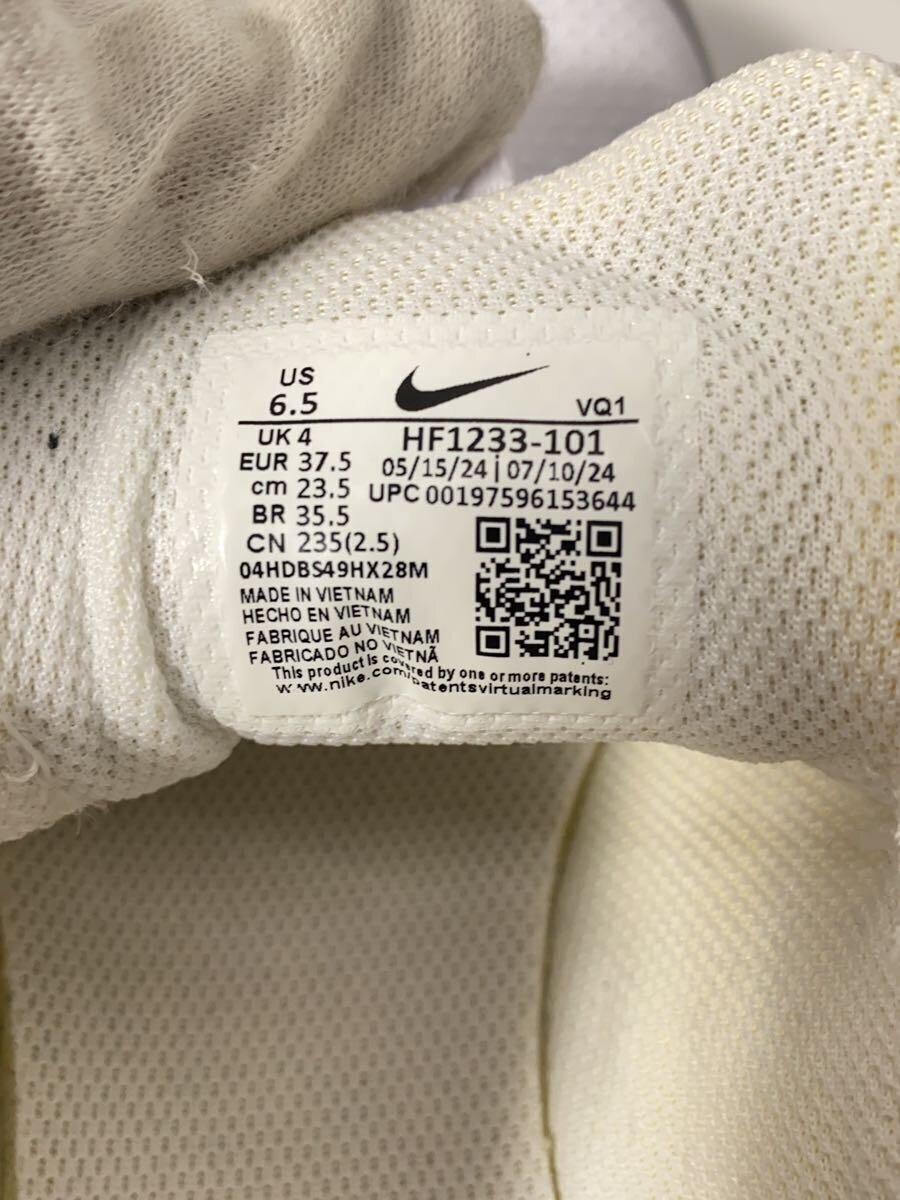 US
6.5
VQ1
UK 4
HF1233-101
EUR 37.5
05/15/24 | 07/10/24
cm 23.5
UPC 00197596153644
BR 35.5
CN 235(2.5)
04HDBS49HX28M
MADE IN VIETNAM
HECHO EN VIETNAM
FABRIQUE AU VIETNAM
FABRICADO NO VIETNÃ
This product is covered by one or more patents:
www.nike.com/patentsvirtualmarking